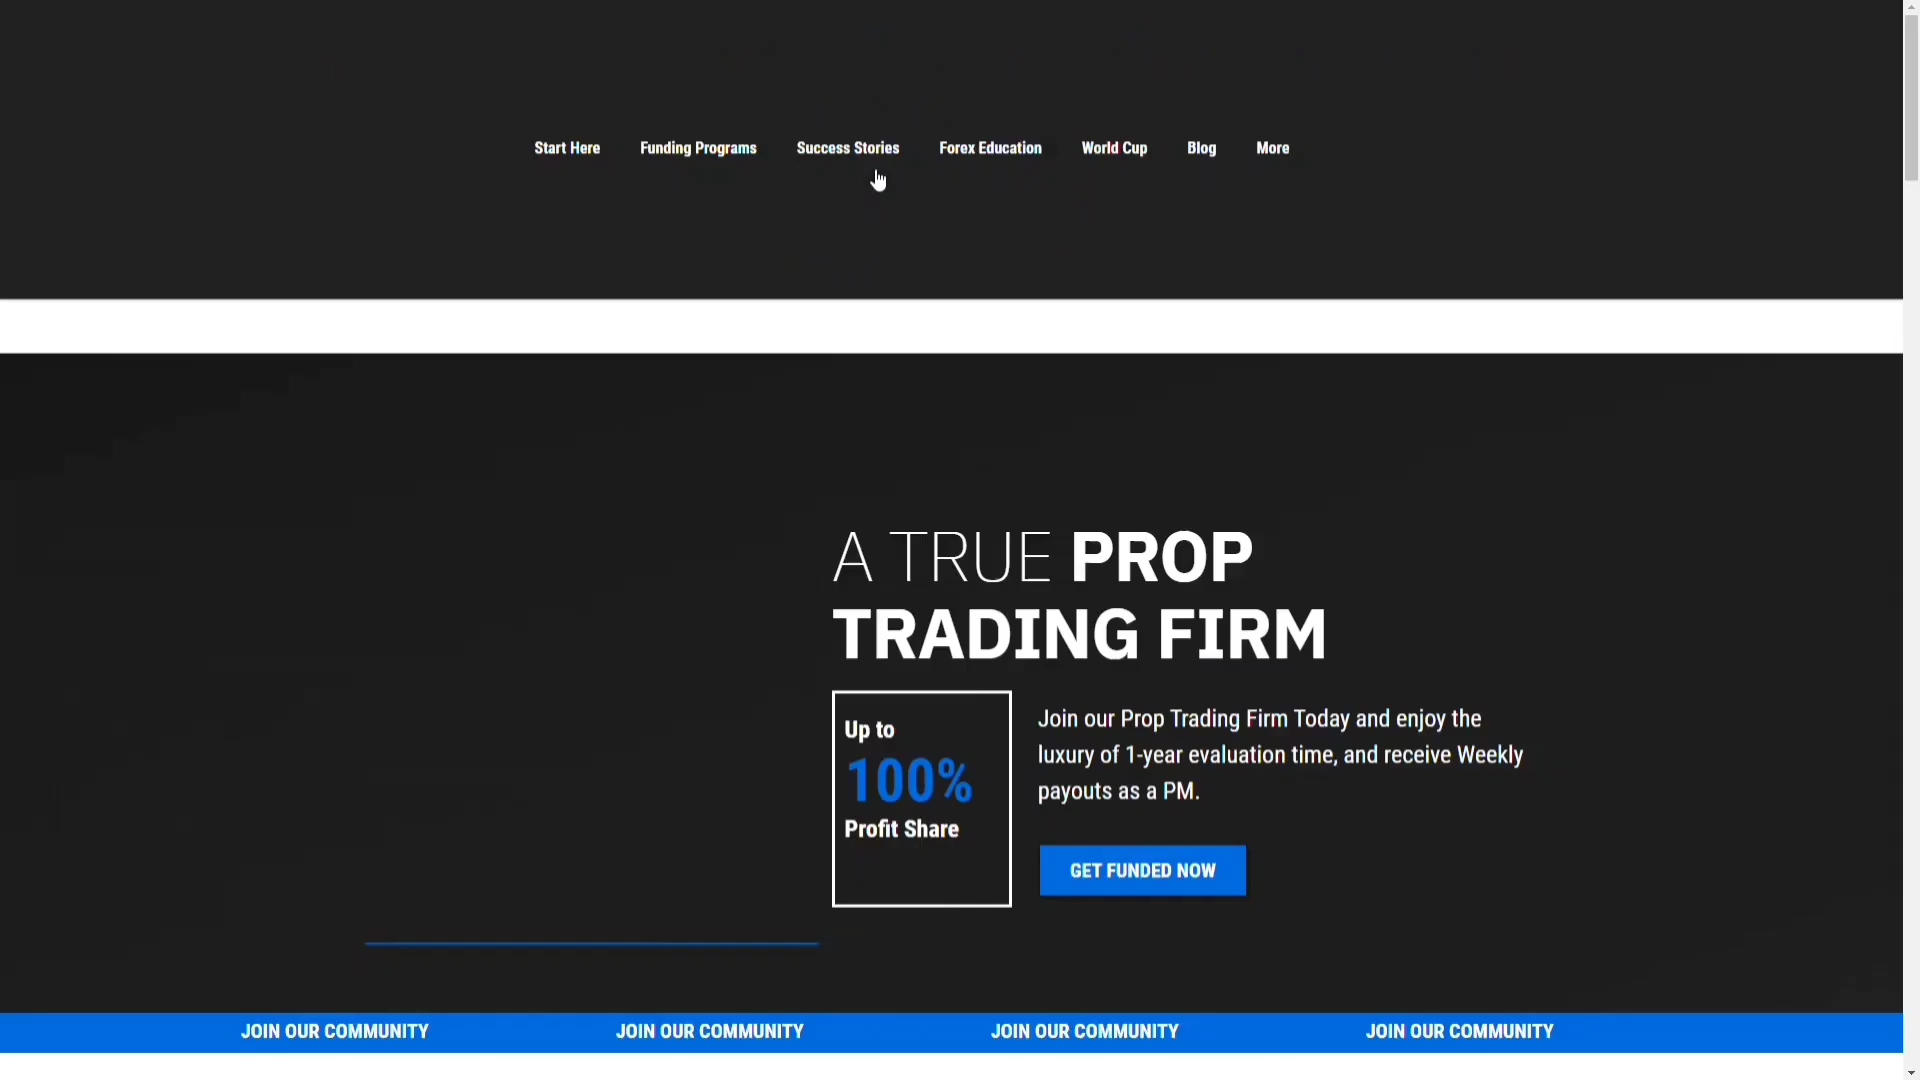 Start Here Funding Programs Success Stories Forex Education World Cup Blog More
A TRUE PROP
TRADING FIRM
Up to
100%
Profit Share
Join our Prop Trading Firm Today and enjoy the
luxury of 1-year evaluation time, and receive Weekly
payouts as a PM.
GET FUNDED NOW
JOIN OUR COMMUNITY JOIN OUR COMMUNITY JOIN OUR COMMUNITY JOIN OUR COMMUNITY